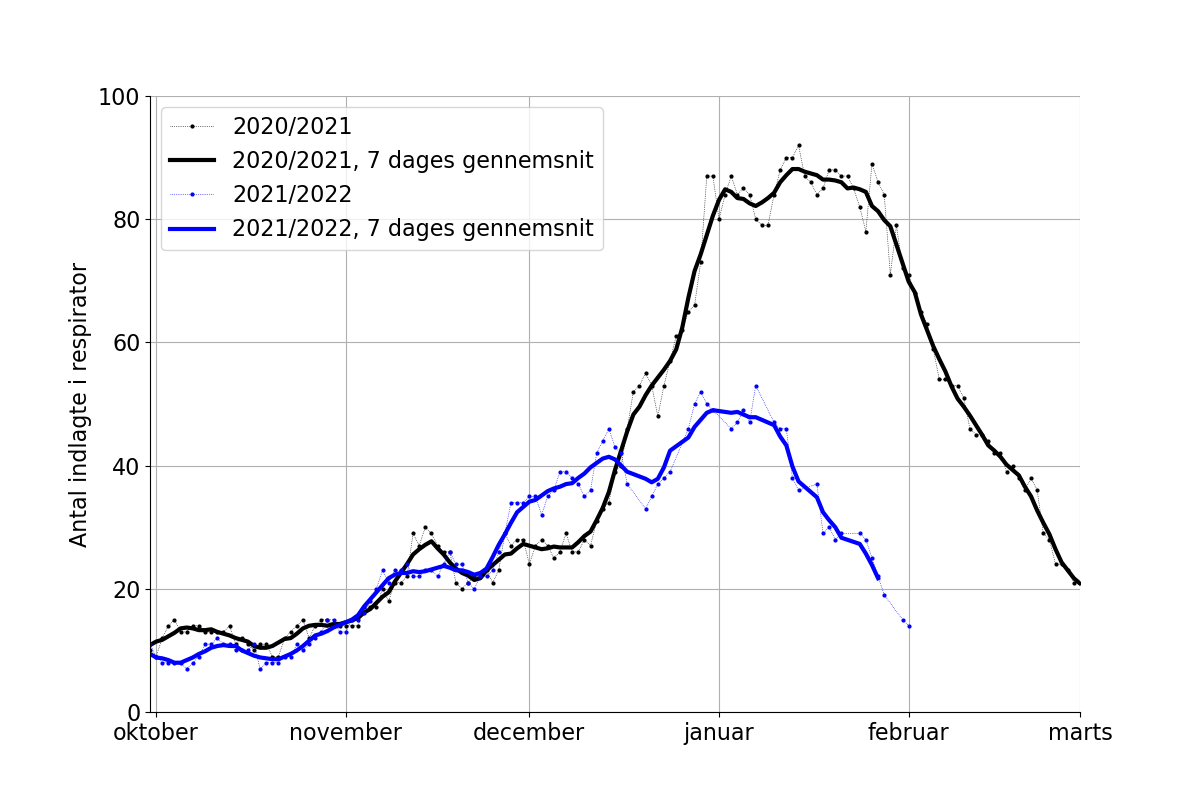 100
80
60
40
20
0
Antal indlagte i respirator
2020/2021
2020/2021, 7 dages gennemsnit
2021/2022
2021/2022, 7 dages gennemsnit
oktober november december januar februar marts